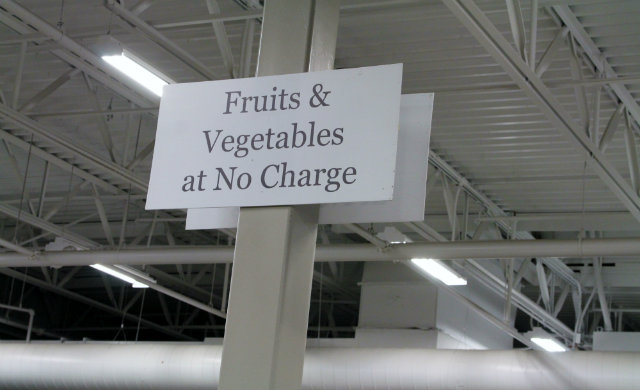 Fruits &
Vegetables
at No Charge